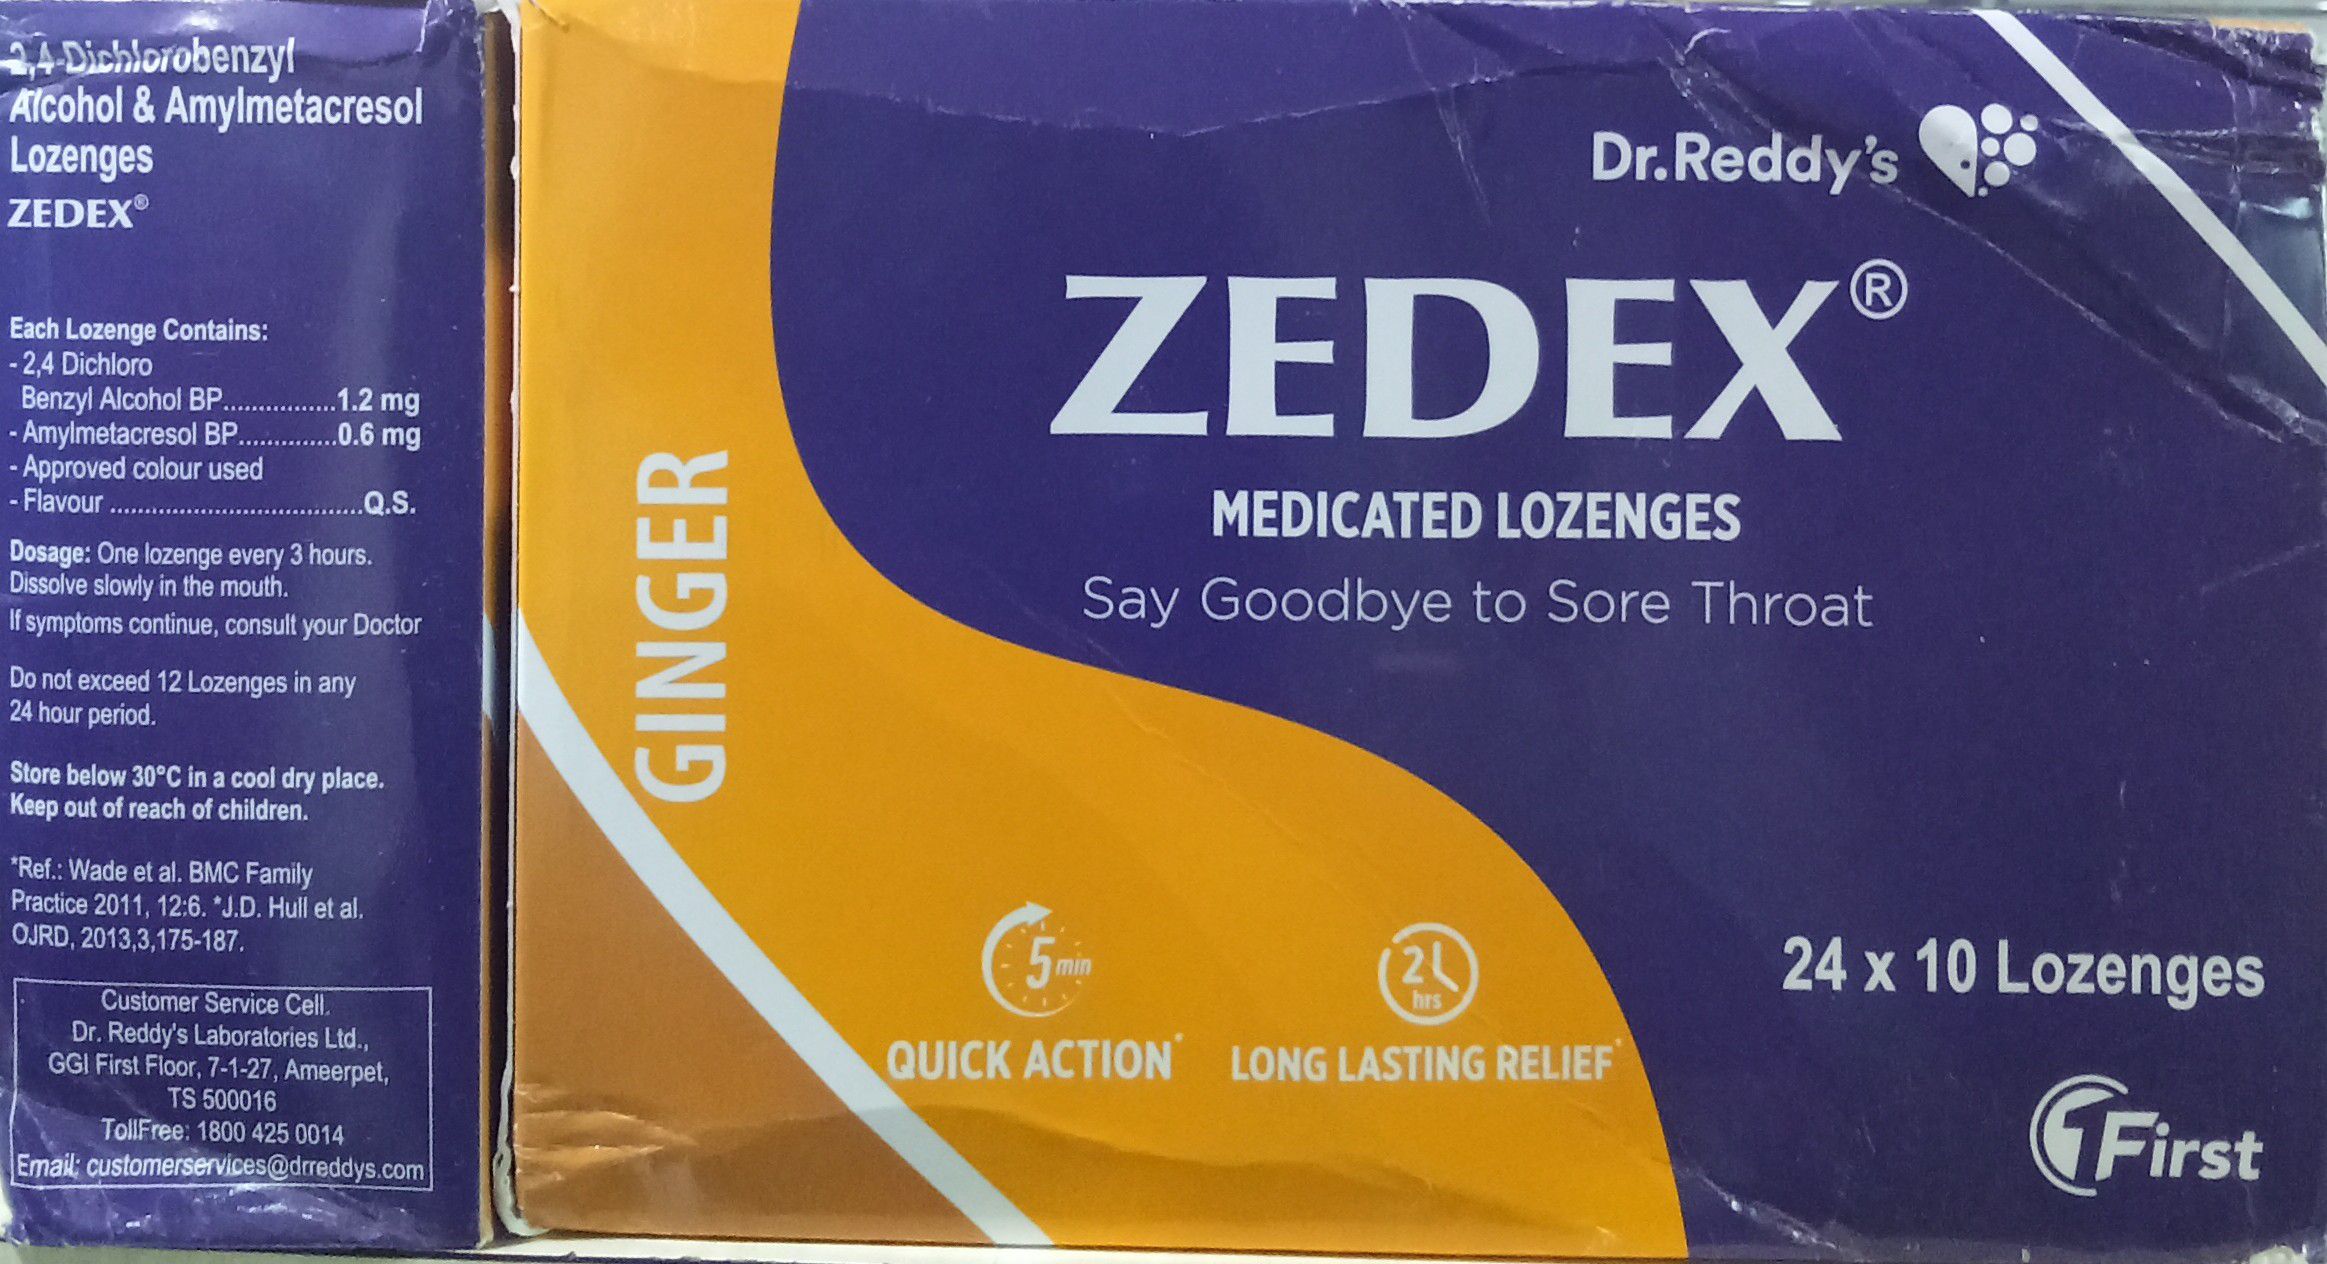 2,4-Dichlorobenzyl
Alcohol & Amylmetacresol
Lozenges
ZEDEX®
Each Lozenge Contains:
- 2,4 Dichloro
Benzyl Alcohol BP................1.2 mg
- Amylmetacresol BP..............0.6 mg
- Approved colour used
- Flavour ....................................Q.S.
Dosage: One lozenge every 3 hours.
Dissolve slowly in the mouth.
If symptoms continue, consult your Doctor
Do not exceed 12 Lozenges in any
24 hour period.
Store below 30°C in a cool dry place.
Keep out of reach of children.
*Ref.: Wade et al. BMC Family
Practice 2011, 12:6. *J.D. Hull et al.
OJRD, 2013,3,175-187.
Customer Service Cell.
Dr. Reddy's Laboratories Ltd.,
GGI First Floor, 7-1-27, Ameerpet,
TS 500016
TollFree: 1800 425 0014
Email: customerservices@drreddys.com
GINGER
Dr.Reddy's
ZEDEX®
MEDICATED LOZENGES
Say Goodbye to Sore Throat
5 min
QUICK ACTION*
2 hrs
LONG LASTING RELIEF*
24 x 10 Lozenges
1First